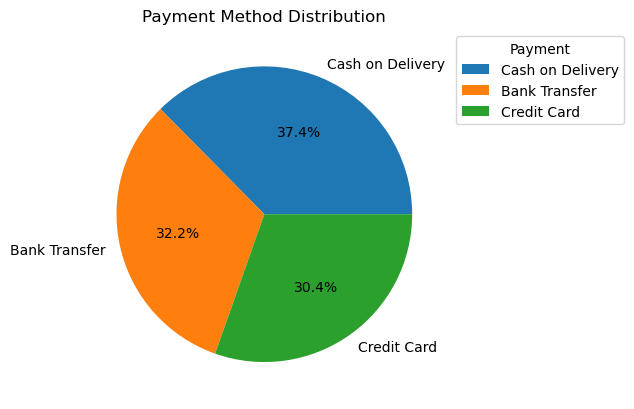 Payment Method Distribution
Cash on Delivery
37.4%
Bank Transfer
32.2%
Credit Card
30.4%
Payment
Cash on Delivery
Bank Transfer
Credit Card